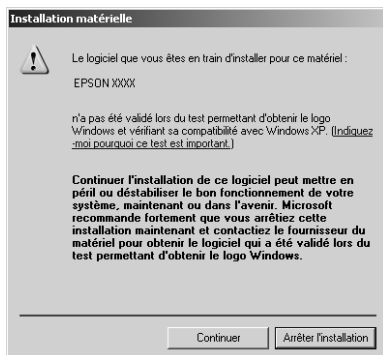 Installation matérielle
Le logiciel que vous êtes en train d'installer pour ce matériel :
EPSON XXXX
n'a pas été validé lors du test permettant d'obtenir le logo
Windows et vérifiant sa compatibilité avec Windows XP. (Indiquez
-moi pourquoi ce test est important.)
Continuer l'installation de ce logiciel peut mettre en
péril ou déstabiliser le bon fonctionnement de votre
système, maintenant ou dans l'avenir. Microsoft
recommande fortement que vous arrêtiez cette
installation maintenant et contactiez le fournisseur du
matériel pour obtenir le logiciel qui a été validé lors du
test permettant d'obtenir le logo Windows.
Continuer
Arrêter l'installation